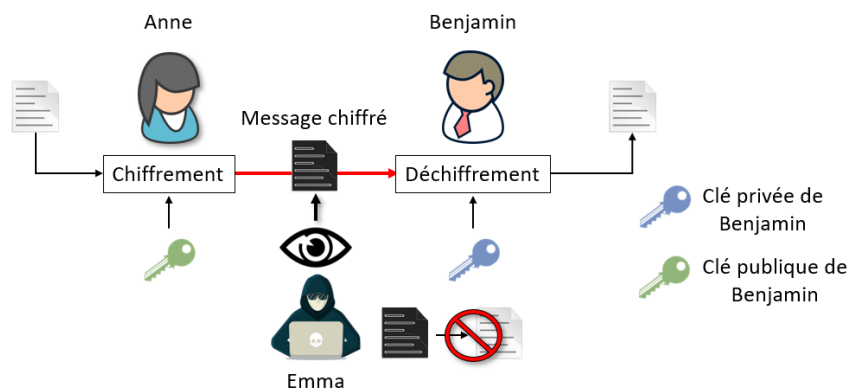 Anne
Benjamin
Message chiffré
Chiffrement
Déchiffrement
Clé privée de
Benjamin
Clé publique de
Benjamin
Emma